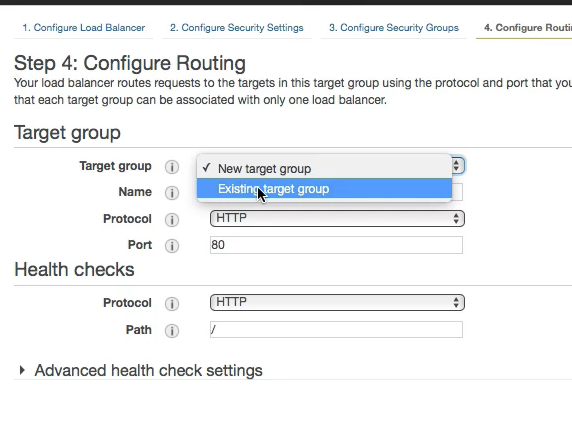 1. Configure Load Balancer 2. Configure Security Settings 3. Configure Security Groups 4. Configure
Step 4: Configure Routing
Your load balancer routes requests to the targets in this target group using the protocol and port that
that each target group can be associated with only one load balancer.
Target group
Target group i ✓ New target group
Existing target group
Name i
Protocol i HTTP
Port i 80
Health checks
Protocol i HTTP
Path i /
Advanced health check settings